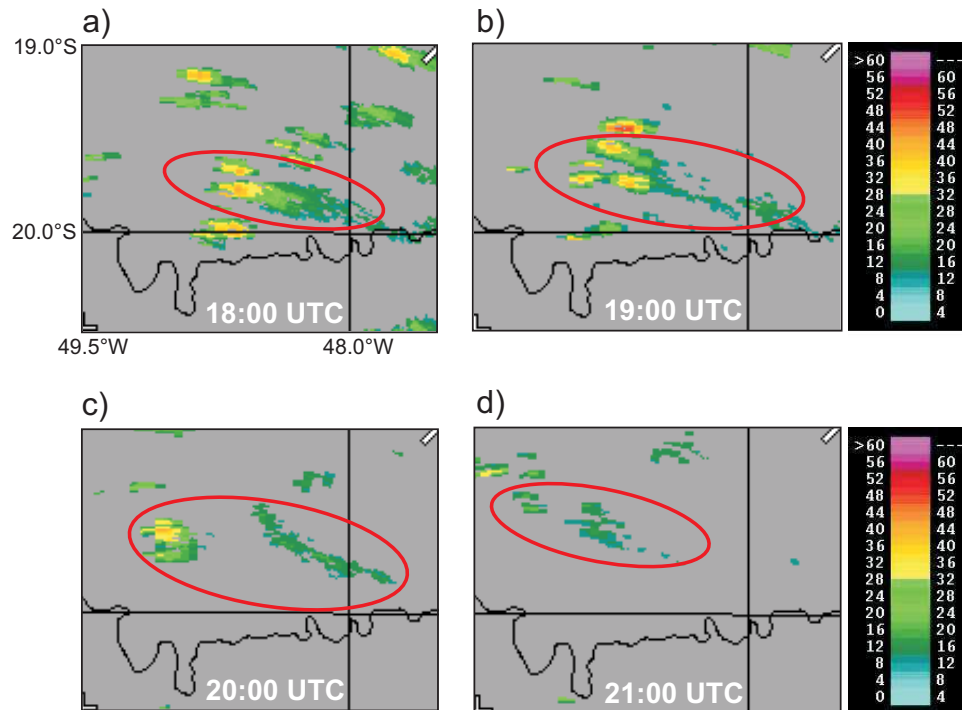 a)
b)
19.0°S
20.0°S
18:00 UTC
19:00 UTC
49.5°W
48.0°W
>60 ---
56 60
52 56
48 52
44 48
40 44
36 40
32 36
28 32
24 28
20 24
16 20
12 16
8 12
4 8
0 4
c)
d)
20:00 UTC
21:00 UTC
>60 ---
56 60
52 56
48 52
44 48
40 44
36 40
32 36
28 32
24 28
20 24
16 20
12 16
8 12
4 8
0 4